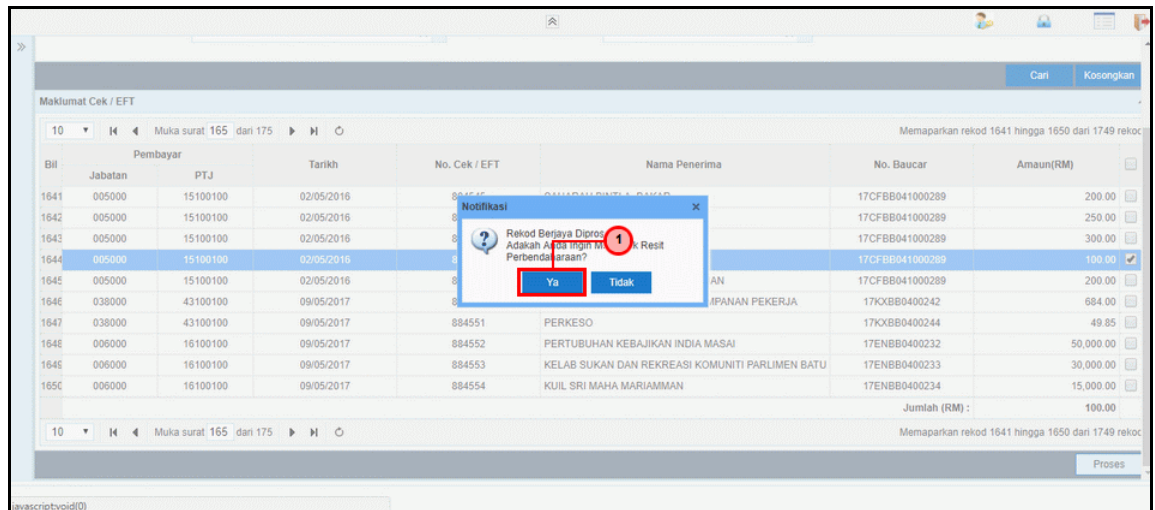 Cari Kosongkan
Maklumat Cek / EFT
10 Muka surat 165 dari 175 Memaparkan rekod 1641 hingga 1650 dari 1749 rekod
Bil Pembayar Tarikh No. Cek / EFT Nama Penerima No. Baucar Amaun(RM)
Jabatan PTJ
1641 005000 15100100 02/05/2016 17CFBB041000289 200.00
1642 005000 15100100 02/05/2016 17CFBB041000289 250.00
1643 005000 15100100 02/05/2016 17CFBB041000289 300.00
1644 005000 15100100 02/05/2016 17CFBB041000289 100.00
1645 005000 15100100 02/05/2016 AN 17CFBB041000289 200.00
1646 038000 43100100 09/05/2017 MPANAN PEKERJA 17KXBB0400242 684.00
1647 038000 43100100 09/05/2017 884551 PERKESO 17KXBB0400244 49.85
1648 006000 16100100 09/05/2017 884552 PERTUBUHAN KEBAJIKAN INDIA MASAI 17ENBB0400232 50,000.00
1649 006000 16100100 09/05/2017 884553 KELAB SUKAN DAN REKREASI KOMUNITI PARLIMEN BATU 17ENBB0400233 30,000.00
1650 006000 16100100 09/05/2017 884554 KUIL SRI MAHA MARIAMMAN 17ENBB0400234 15,000.00
Jumlah (RM) : 100.00
10 Muka surat 165 dari 175 Memaparkan rekod 1641 hingga 1650 dari 1749 rekod
Proses
Notifikasi
Rekod Berjaya Dipros
1
Adakah Anda Ingin k Resit
Perbendaharaan?
Ya Tidak
javascript:void(0)